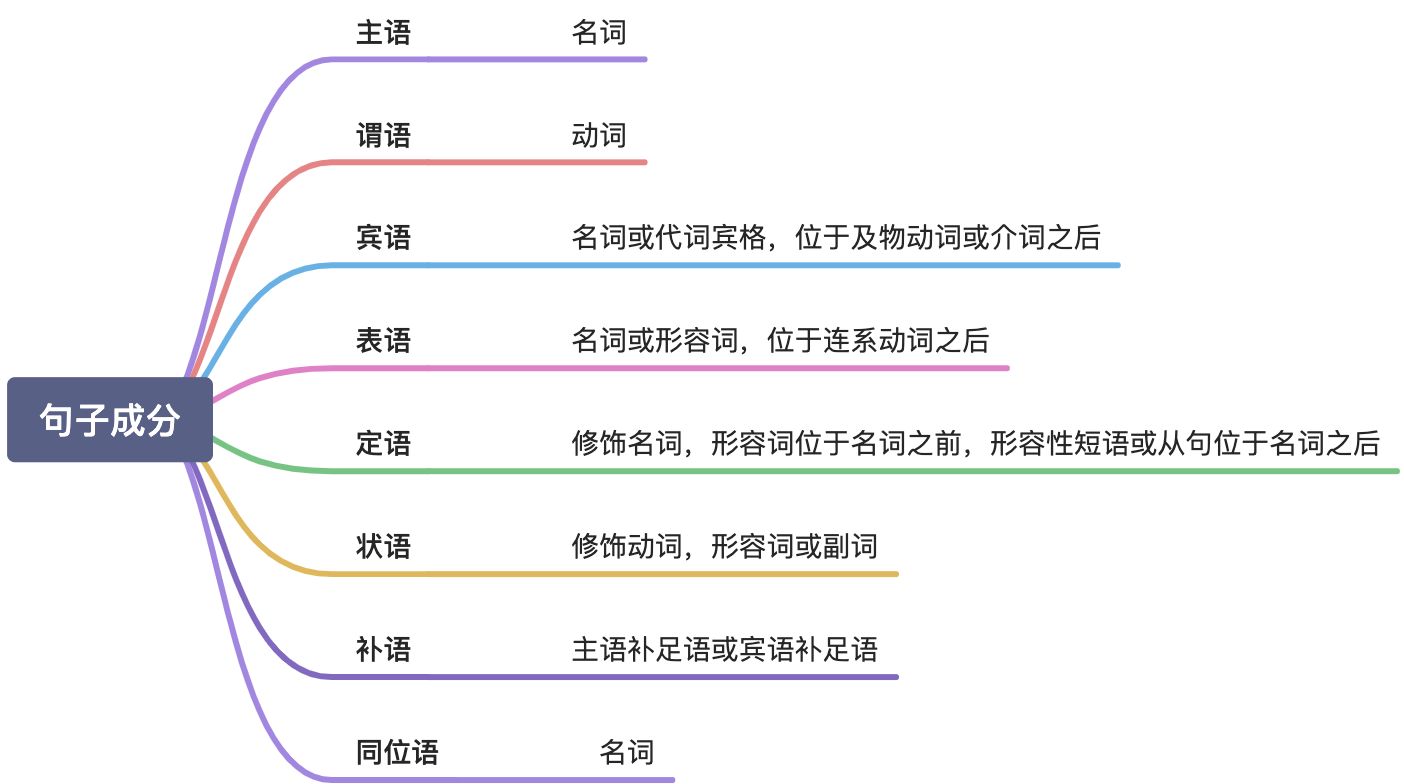 主语 名词
谓语 动词
宾语 名词或代词宾格，位于及物动词或介词之后
表语 名词或形容词，位于连系动词之后
句子成分
定语 修饰名词，形容词位于名词之前，形容性短语或从句位于名词之后
状语 修饰动词，形容词或副词
补语 主语补足语或宾语补足语
同位语 名词